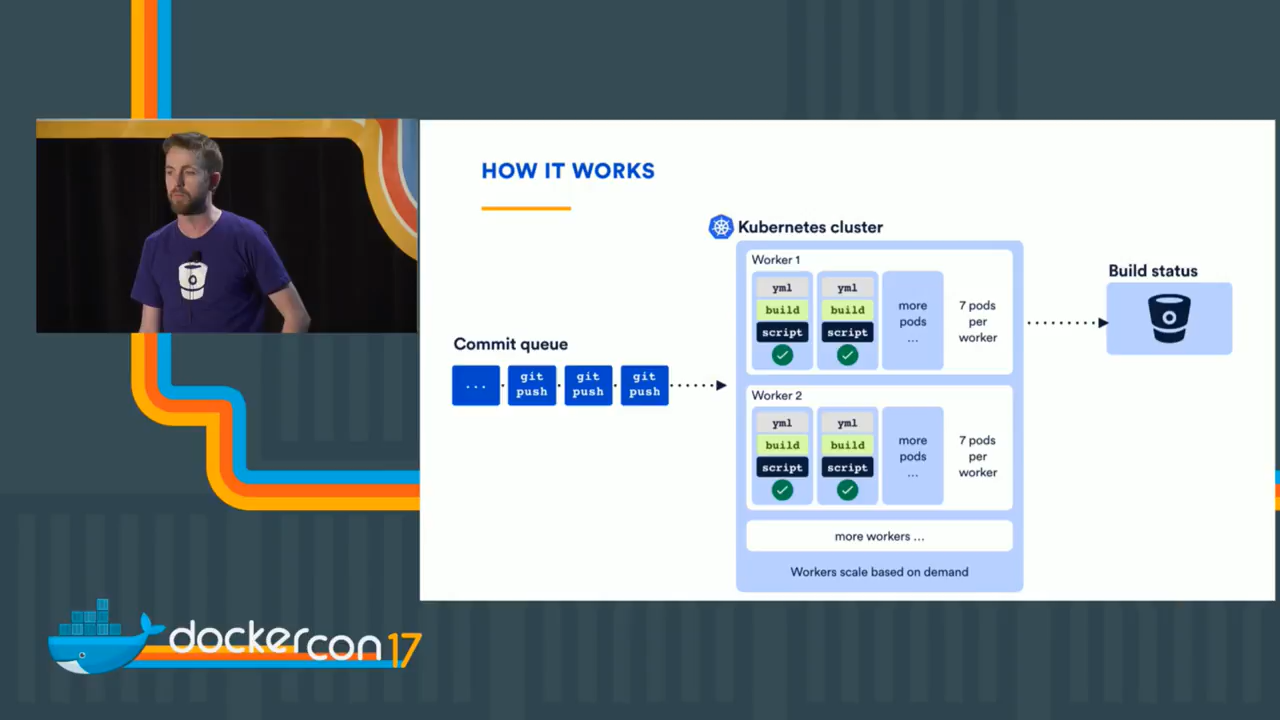 HOW IT WORKS
Kubernetes cluster
Worker 1
yml
build
script
yml
build
script
more
pods
...
7 pods
per
worker
Build status
Commit queue
...
git
push
git
push
git
push
Worker 2
yml
build
script
yml
build
script
more
pods
...
7 pods
per
worker
more workers ...
Workers scale based on demand
dockercon17